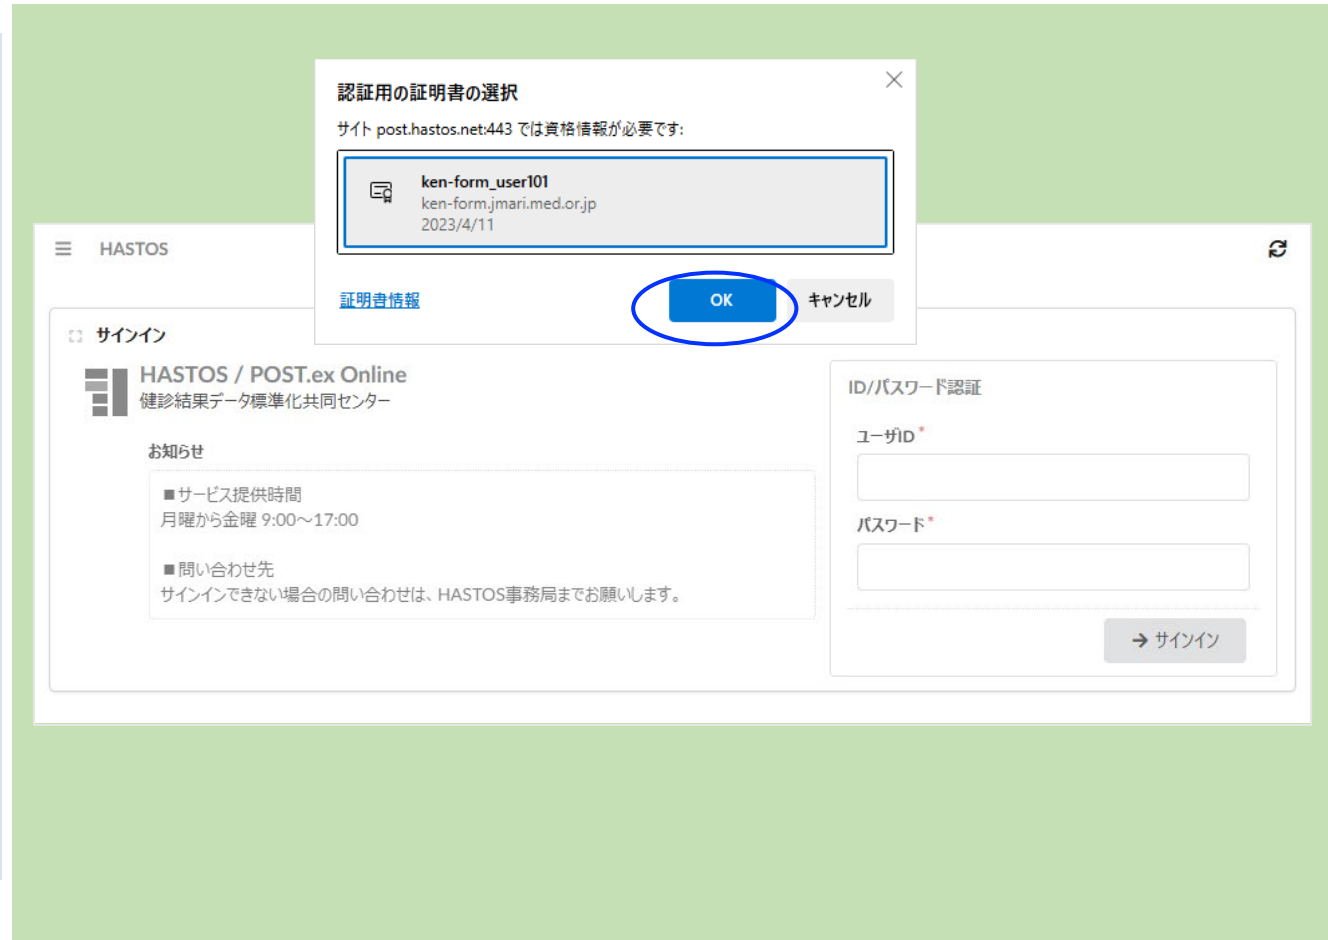 認証用の証明書の選択
サイト post.hastos.net:443 では資格情報が必要です:
ken-form_user101
ken-form.jmari.med.or.jp
2023/4/11
証明書情報
OK
キャンセル
HASTOS
サインイン
HASTOS / POST.ex Online
健診結果データ標準化共同センター
お知らせ
■サービス提供時間
月曜から金曜 9:00～17:00
■問い合わせ先
サインインできない場合の問い合わせは、HASTOS事務局までお願いします。
ID/パスワード認証
ユーザID *
パスワード *
→ サインイン